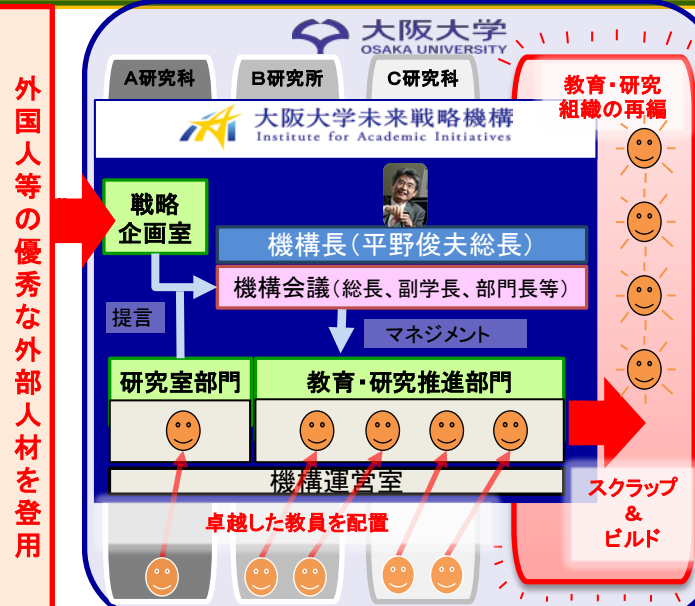 大阪大学
OSAKA UNIVERSITY
外国人等の優秀な外部人材を登用
A研究科
B研究所
C研究科
教育・研究
組織の再編
大阪大学未来戦略機構
Institute for Academic Initiatives
戦略
企画室
機構長(平野俊夫総長)
機構会議(総長、副学長、部門長等)
提言
マネジメント
研究室部門
教育・研究推進部門
機構運営室
卓越した教員を配置
スクラップ
&
ビルド